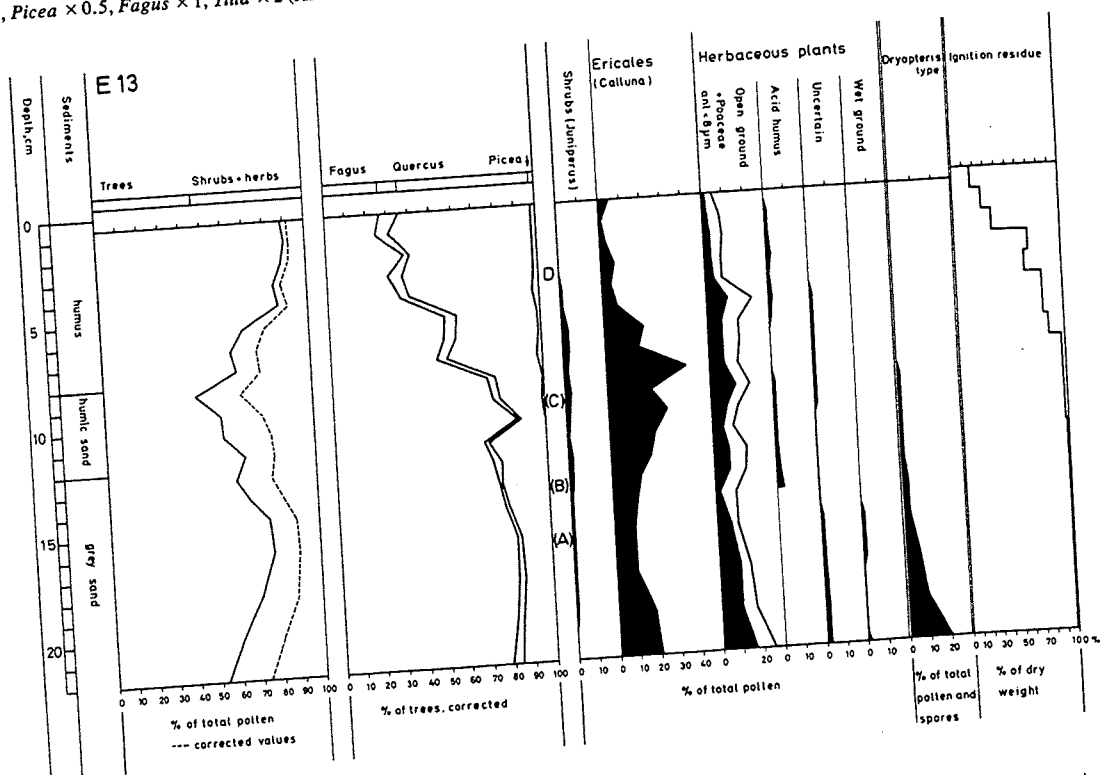 , Picea × 0.5, Fagus × 1, Tilia × 2
E 13
Depth, cm
Sediments
Trees
Shrubs + herbs
Fagus
Quercus
Picea
Shrubs (Juniperus)
Ericales
(Calluna)
Herbaceous plants
Open ground
+ Poaceae
anl < 8 µm
Acid humus
Uncertain
Wet ground
Dryopteris
type
Ignition residue
0
5
10
15
20
humus
humic sand
grey sand
D
(C)
(B)
(A)
0 10 20 30 40 50 60 70 80 90 100
0 10 20 30 40 50 60 70 80 90 100
0 10 0 10 20 30 40 0 10 20 0 10 0 10 0 10 0 10 20 0 10 30 50 70 100 %
% of total pollen
--- corrected values
% of trees, corrected
% of total pollen
% of total
pollen and
spores
% of dry
weight